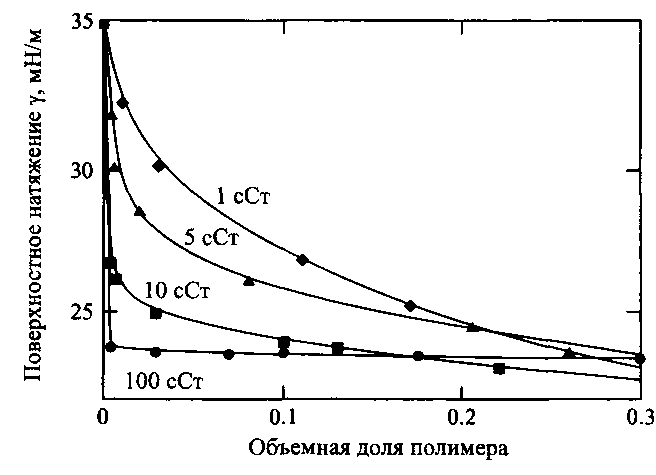 Поверхностное натяжение γ, мН/м
35
30
25
1 сСт
5 сСт
10 сСт
100 сСт
0
0.1
0.2
0.3
Объемная доля полимера